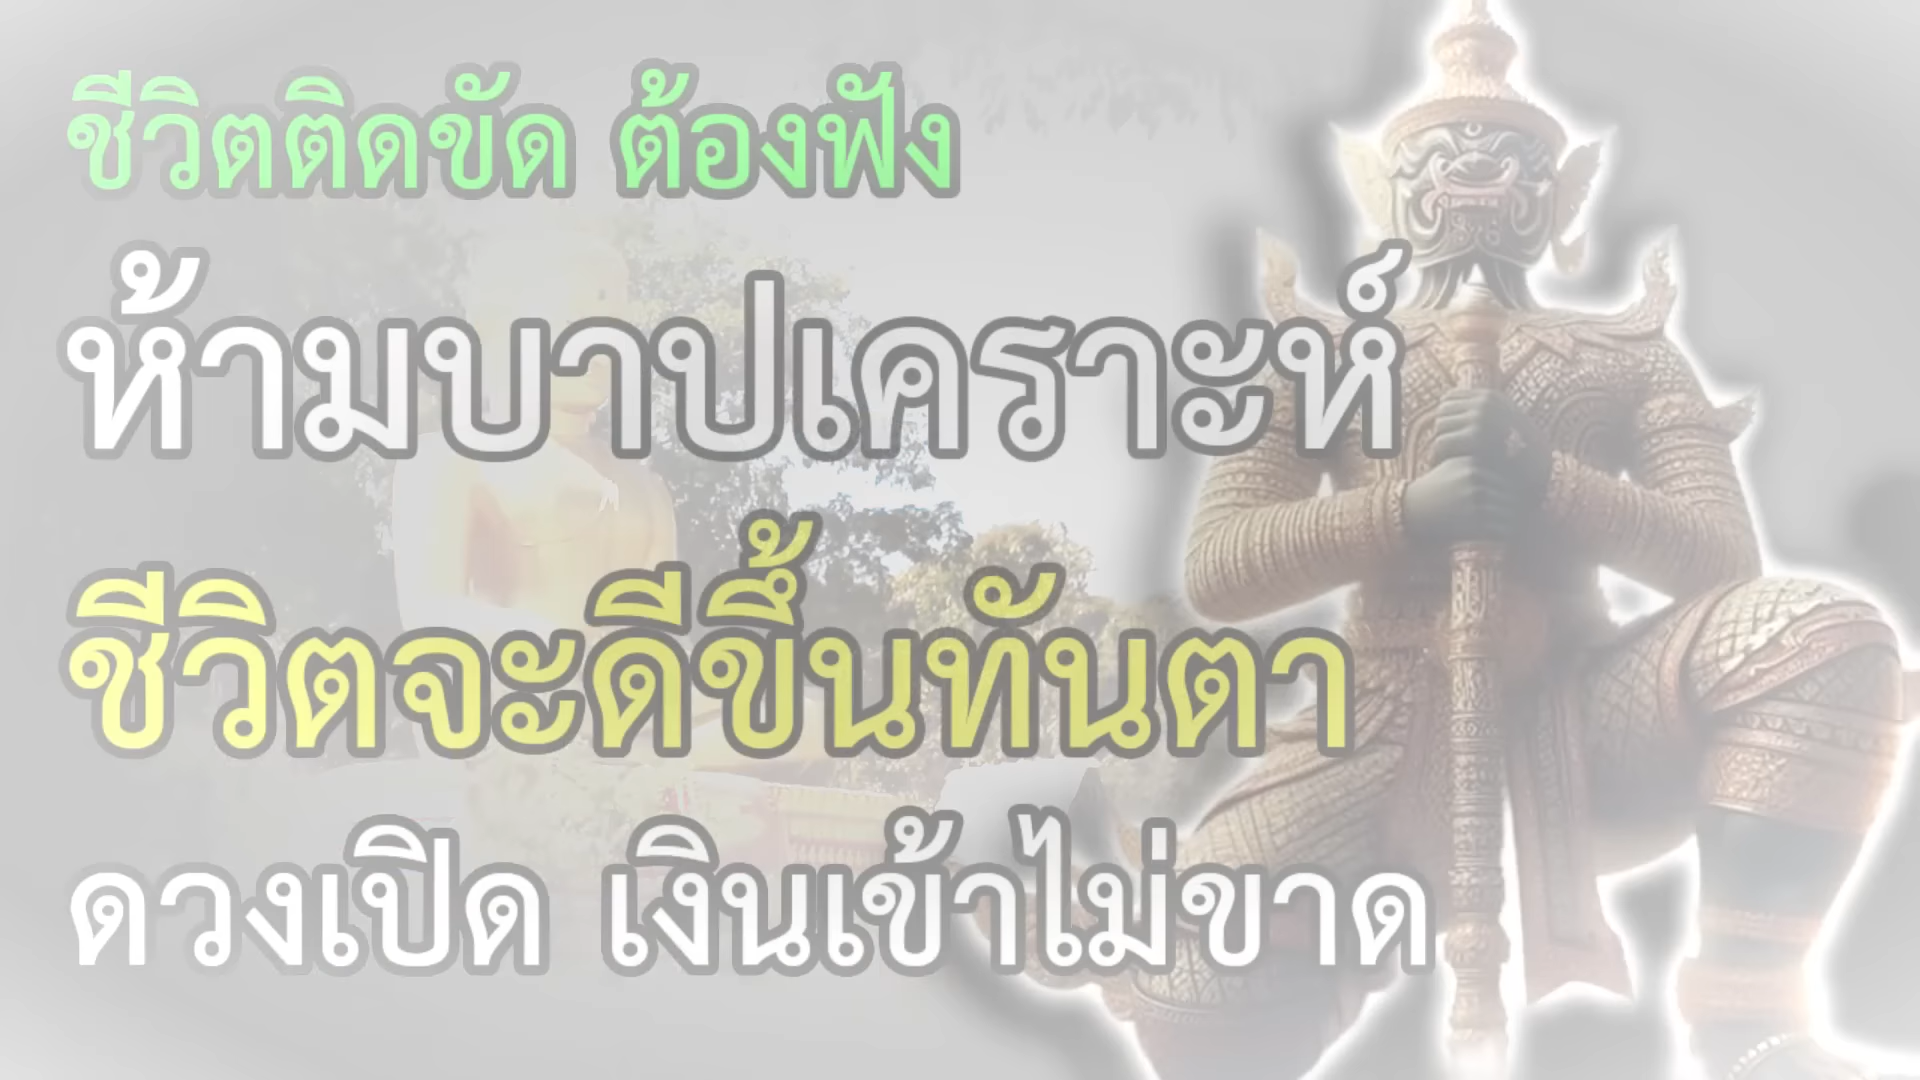 ชีวิตติดขัด ต้องฟัง
ห้ามบาปเคราะห์
ชีวิตจะดีขึ้นทันตา
ดวงเปิด เงินเข้าไม่ขาด